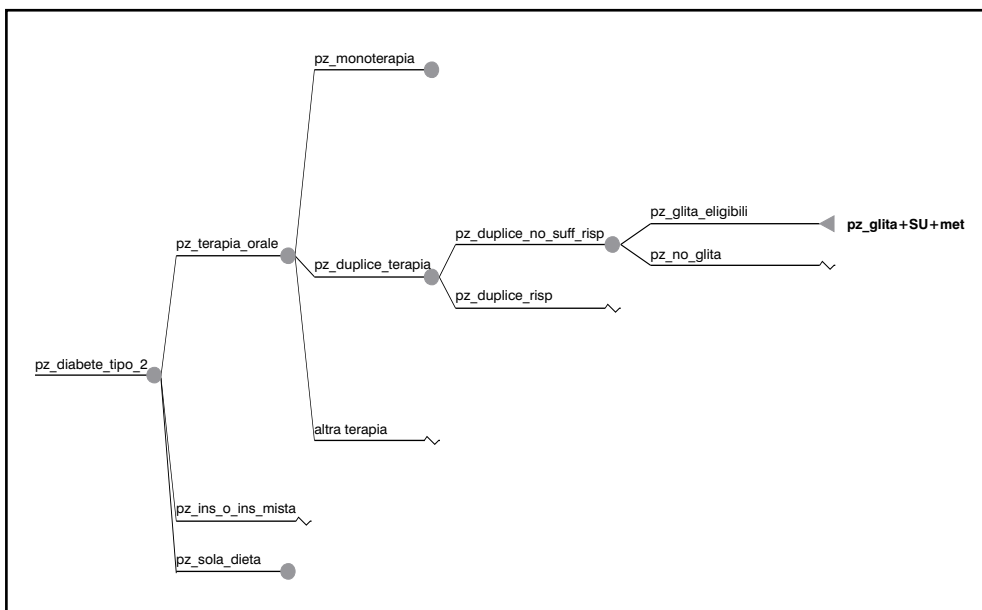 pz_monoterapia
pz_glita_eligibili
pz_glita+SU+met
pz_duplice_no_suff_risp
pz_terapia_orale
pz_no_glita
pz_duplice_terapia
pz_duplice_risp
pz_diabete_tipo_2
altra terapia
pz_ins_o_ins_mista
pz_sola_dieta